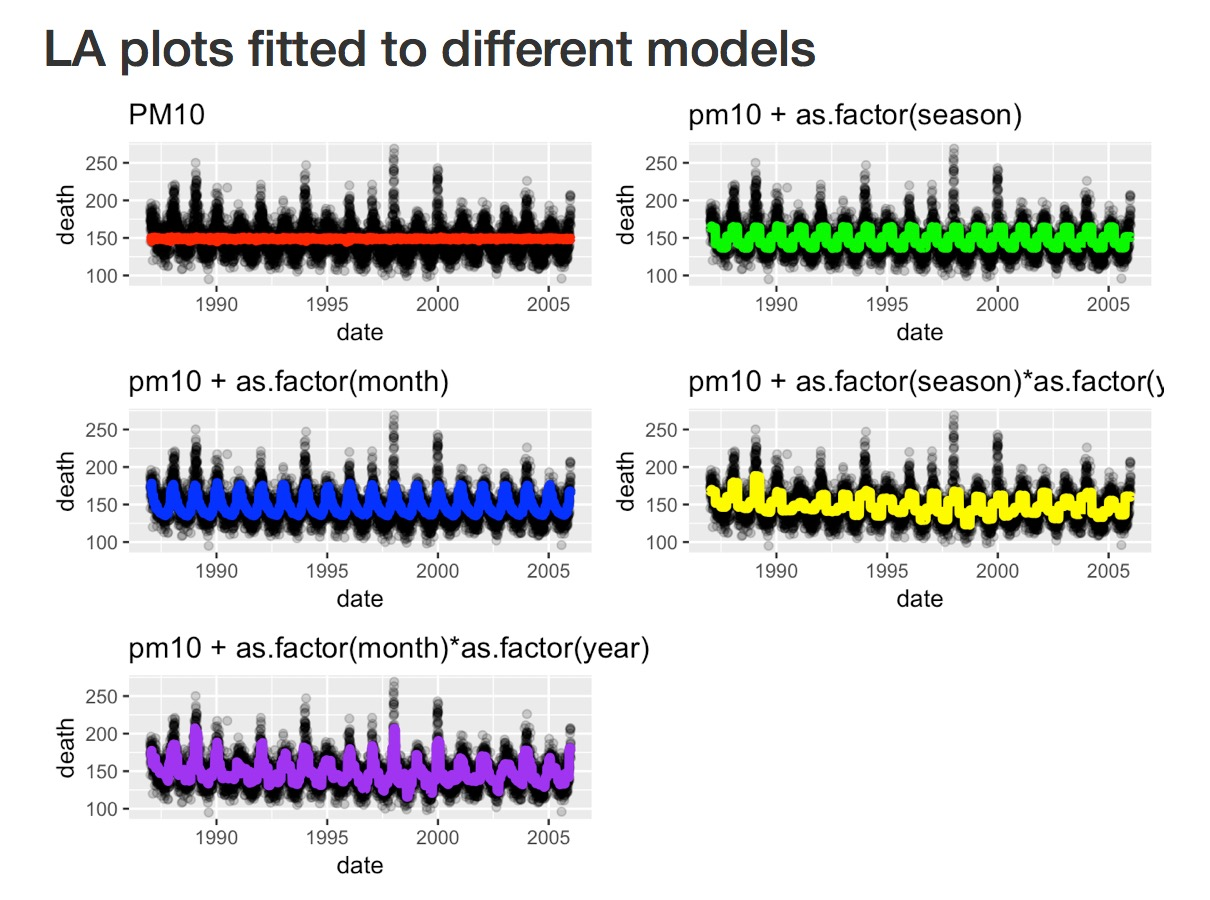 LA plots fitted to different models
PM10
pm10 + as.factor(season)
250
200
150
100
death
1990 1995 2000 2005
date
250
200
150
100
death
1990 1995 2000 2005
date
pm10 + as.factor(month)
pm10 + as.factor(season)*as.factor(y
250
200
150
100
death
1990 1995 2000 2005
date
250
200
150
100
death
1990 1995 2000 2005
date
pm10 + as.factor(month)*as.factor(year)
250
200
150
100
death
1990 1995 2000 2005
date